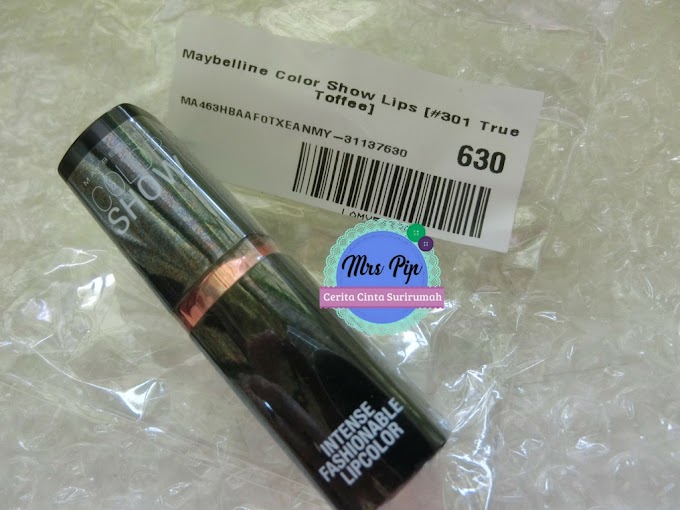 Maybelline Color Show Lips [#301 True
Toffee]
MA463HBAAF0TXEANMY-31137630
630
COLOR
SHOW
Mrs Pip
Cerita Cinta Surirumah
INTENSE
FASHIONABLE
LIPCOLOR